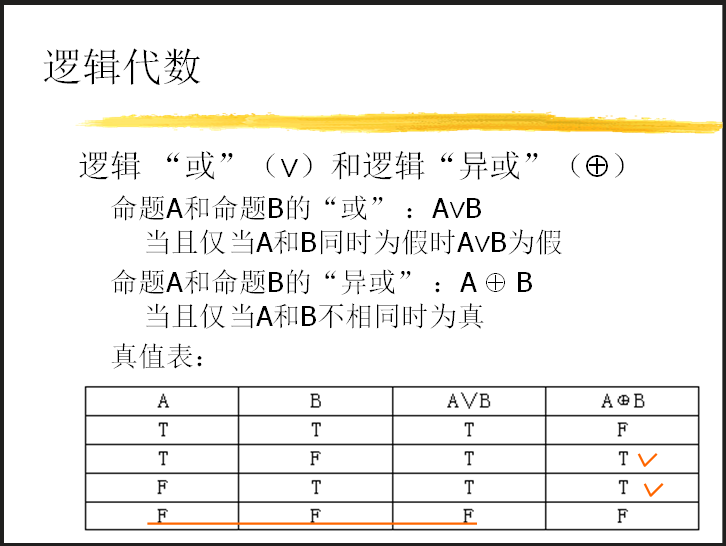 逻辑代数
逻辑 “或”（∨）和逻辑“异或”（⊕）
命题A和命题B的“或” ：A∨B
当且仅当A和B同时为假时A∨B为假
命题A和命题B的“异或” ：A ⊕ B
当且仅当A和B不相同时为真
真值表：
A B A∨B A⊕B
T T T F
T F T T
F T T T
F F F F